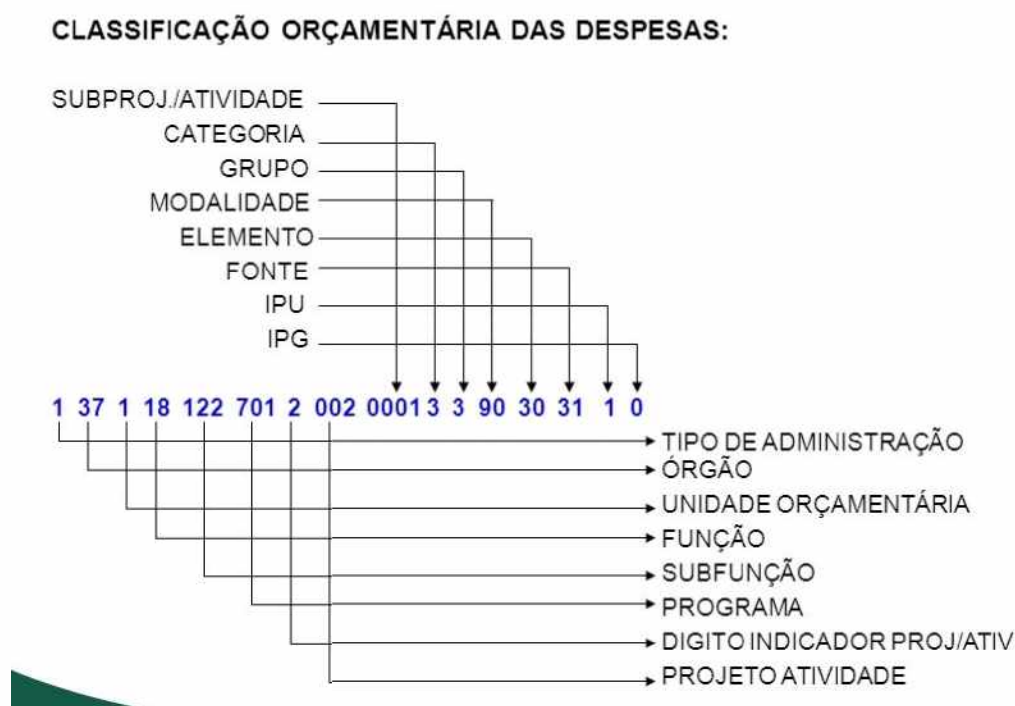 CLASSIFICAÇÃO ORÇAMENTÁRIA DAS DESPESAS:
SUBPROJ./ATIVIDADE
CATEGORIA
GRUPO
MODALIDADE
ELEMENTO
FONTE
IPU
IPG
1 37 1 18 122 701 2 002 0001 3 3 90 30 31 1 0
TIPO DE ADMINISTRAÇÃO
ÓRGÃO
UNIDADE ORÇAMENTÁRIA
FUNÇÃO
SUBFUNÇÃO
PROGRAMA
DIGITO INDICADOR PROJ/ATIV
PROJETO ATIVIDADE